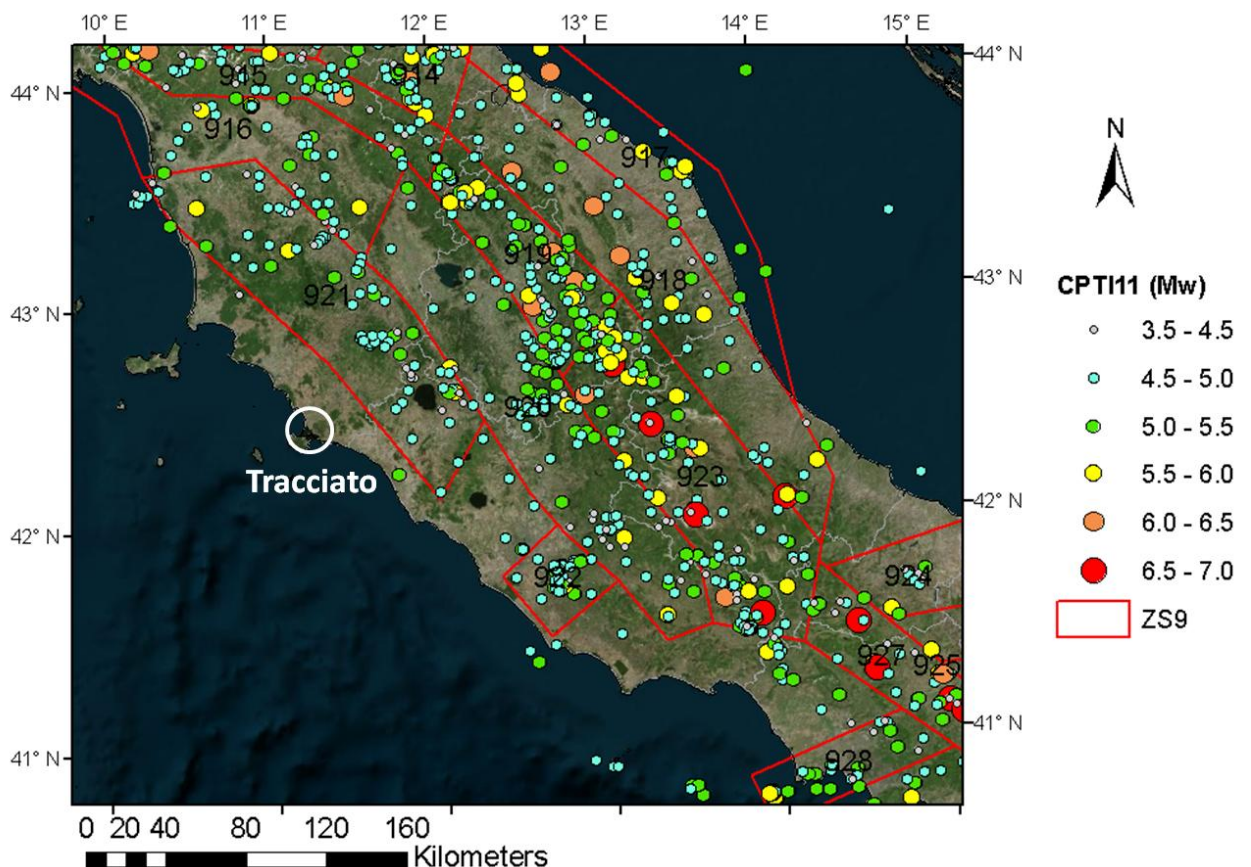 10° E 11° E 12° E 13° E 14° E 15° E
44° N
44° N
915
914
916
917
N
43° N
919
918
43° N
921
CPTI11 (Mw)
3.5 - 4.5
4.5 - 5.0
5.0 - 5.5
5.5 - 6.0
6.0 - 6.5
6.5 - 7.0
ZS9
920
Tracciato
923
42° N
42° N
922
924
927
925
41° N
41° N
928
0 20 40 80 120 160
Kilometers